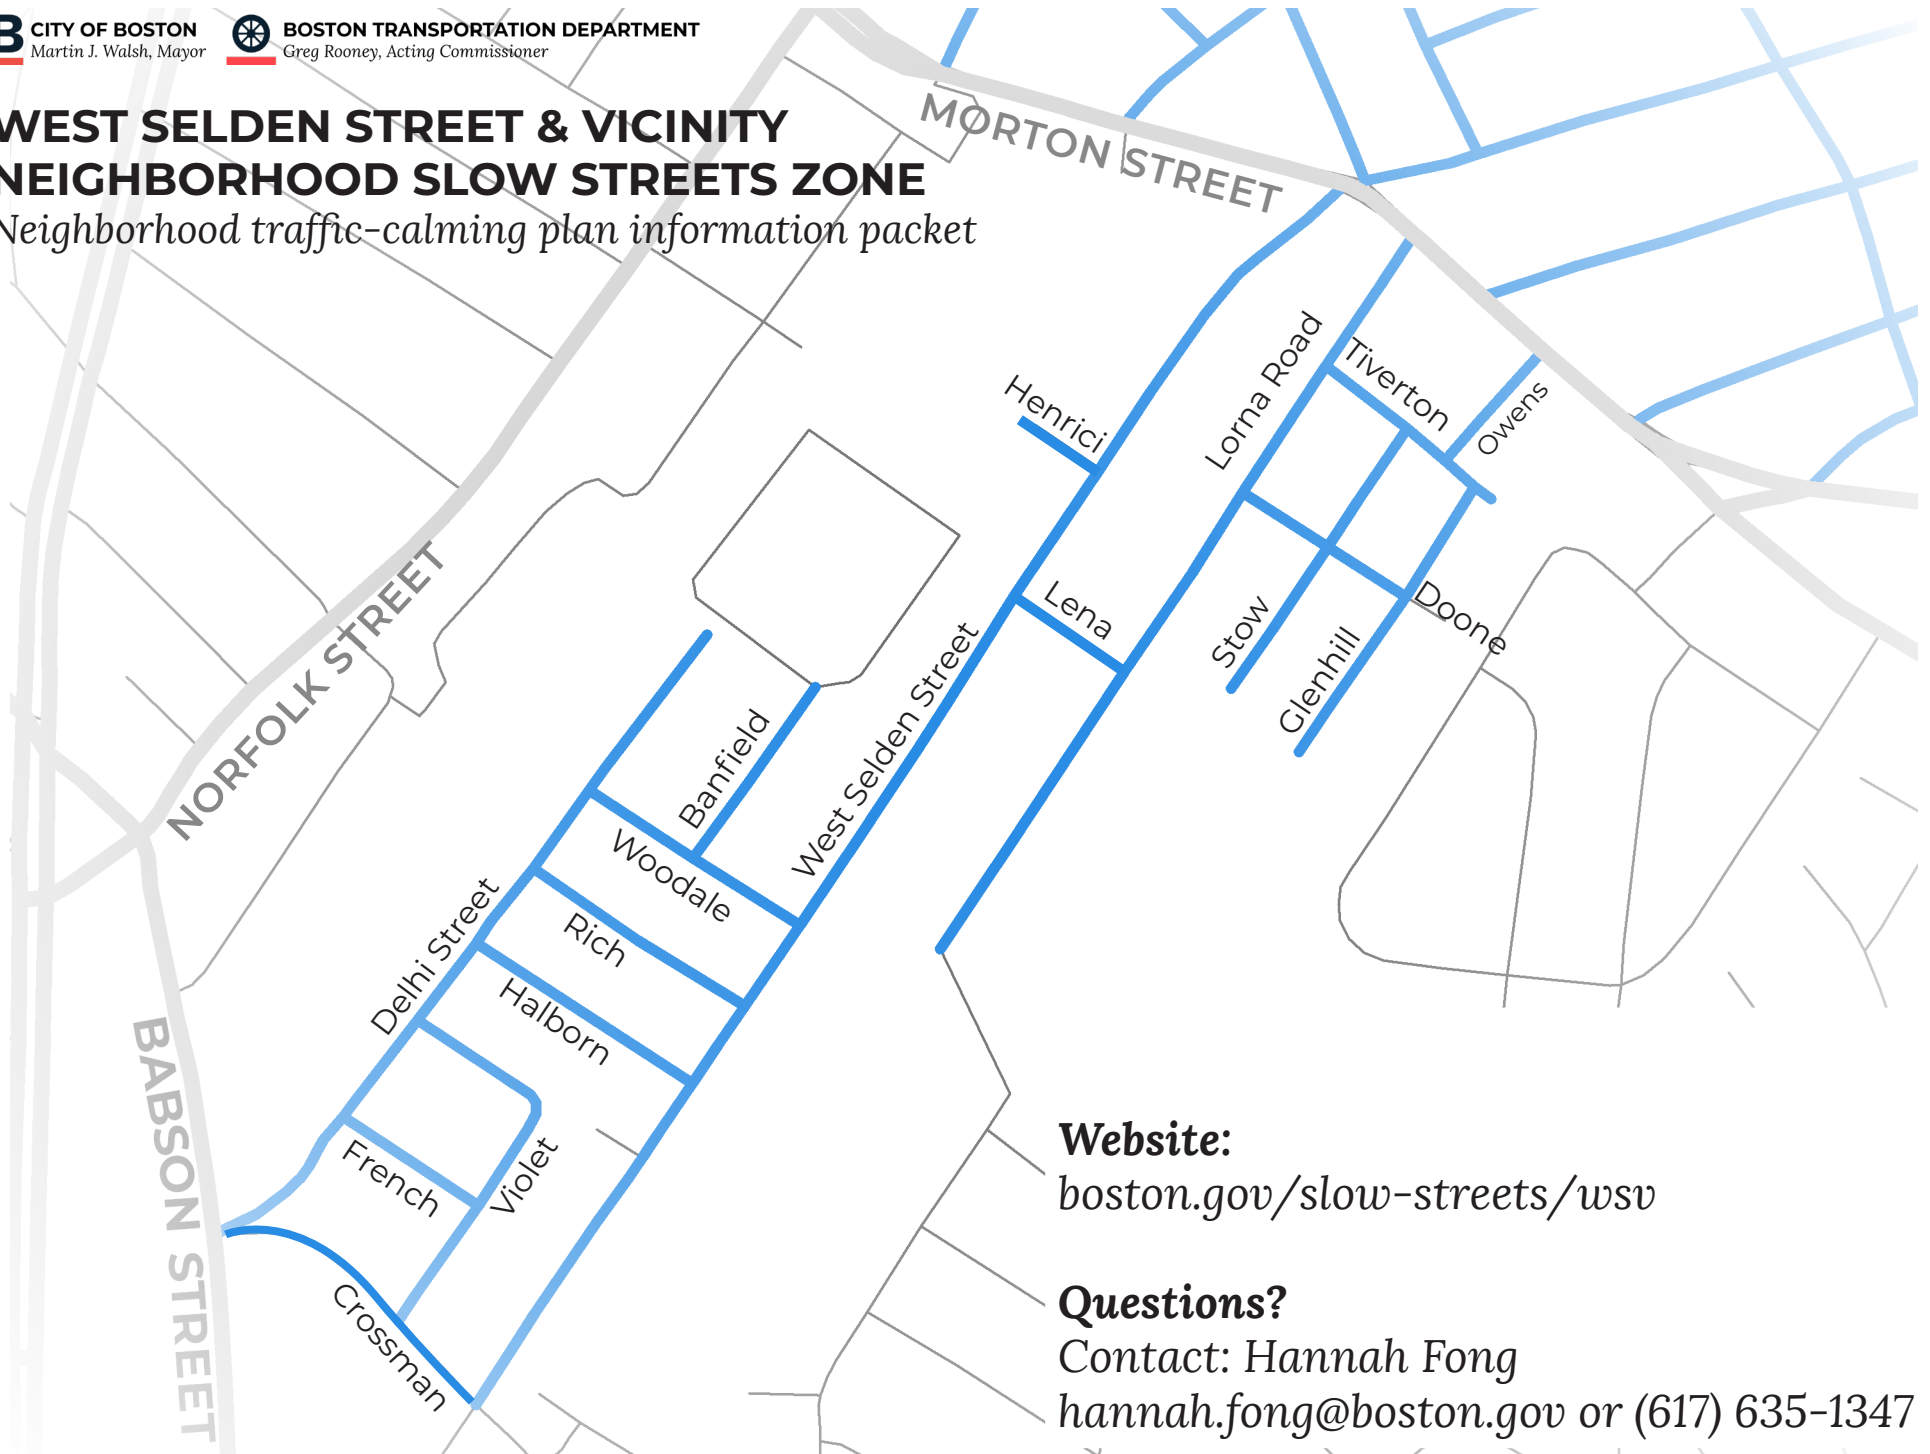 B CITY OF BOSTON
Martin J. Walsh, Mayor
BOSTON TRANSPORTATION DEPARTMENT
Greg Rooney, Acting Commissioner
WEST SELDEN STREET & VICINITY
NEIGHBORHOOD SLOW STREETS ZONE
Neighborhood traffic-calming plan information packet
MORTON STREET
NORFOLK STREET
BABSON STREET
Henrici
Lorna Road
Tiverton
Owens
Lena
Stow
Glenhill
Doone
West Selden Street
Banfield
Woodale
Rich
Delhi Street
Halborn
French
Violet
Crossman
Website:
boston.gov/slow-streets/wsv
Questions?
Contact: Hannah Fong
hannah.fong@boston.gov or (617) 635-1347